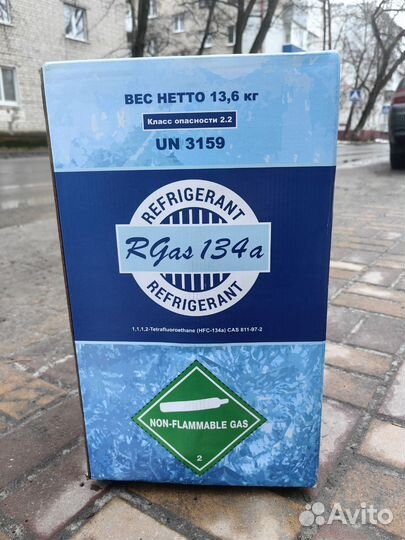 ВЕС НЕТТО 13,6 кг
Класс опасности 2.2
UN 3159
REFRIGERANT
RGas 134a
REFRIGERANT
1,1,1,2-Tetrafluoroethane (HFC-134a) CAS 811-97-2
NON-FLAMMABLE GAS
2
Avito